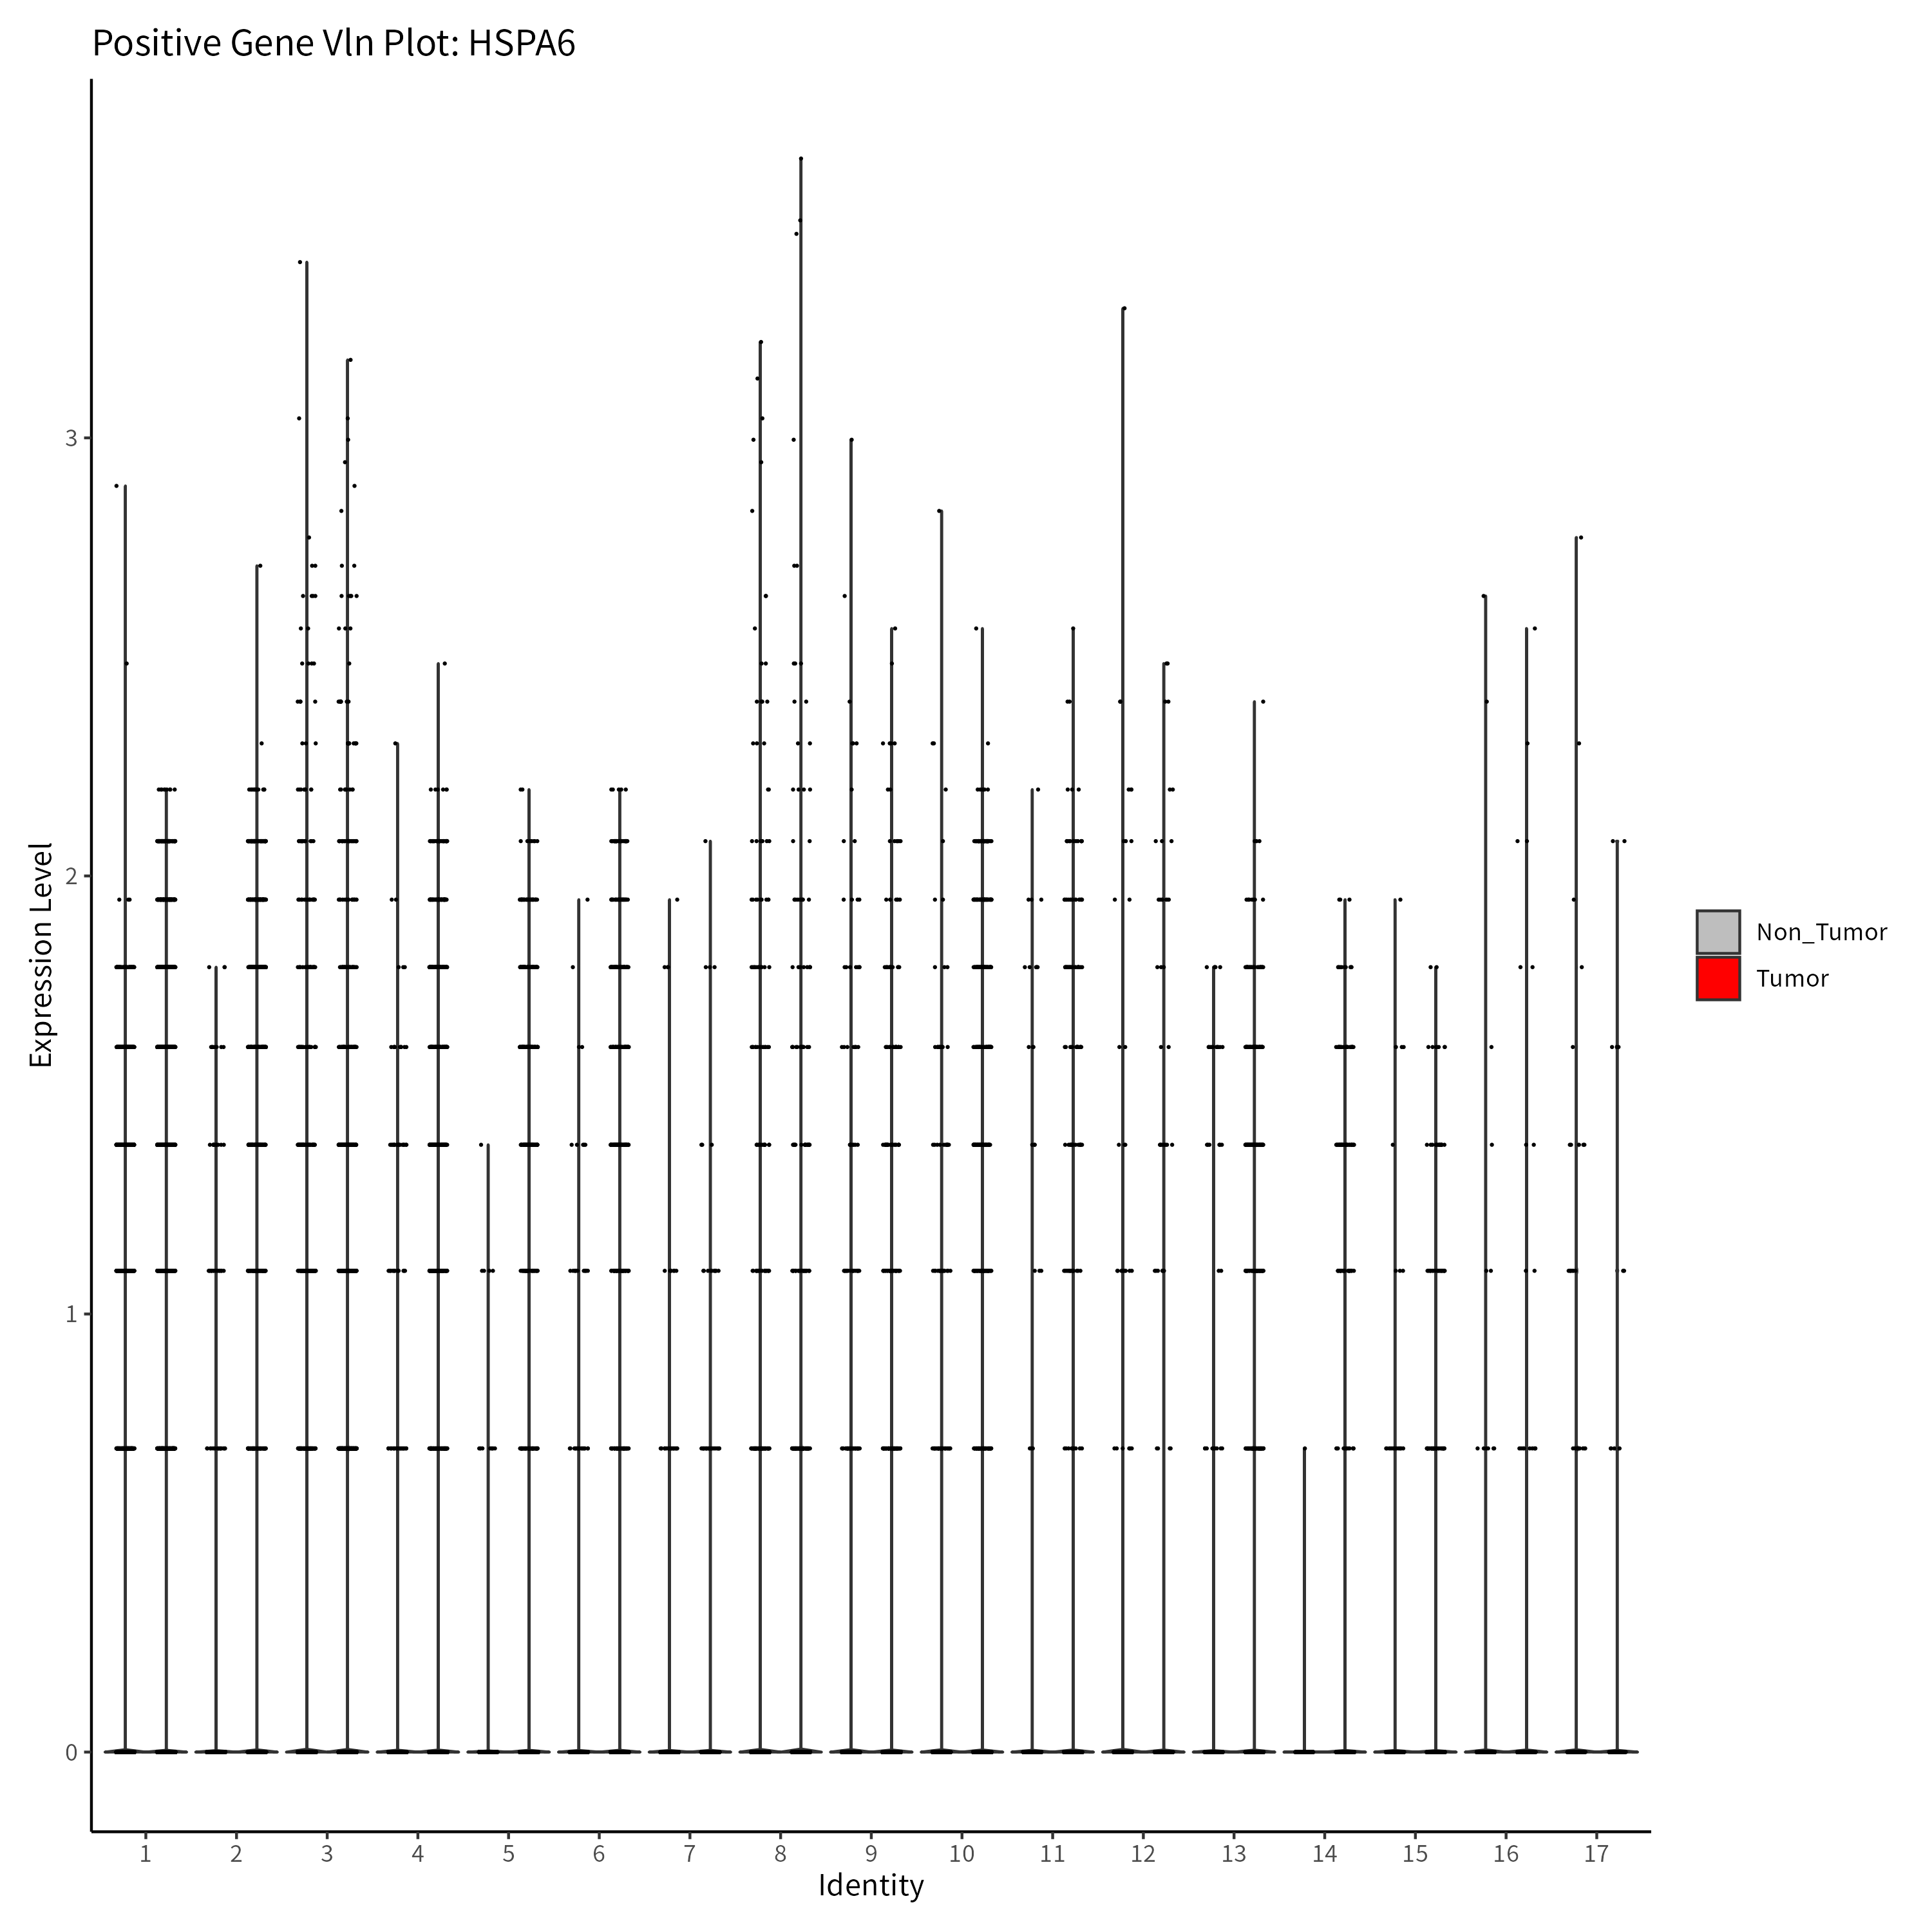 Positive Gene Vln Plot: HSPA6
3
2
1
0
Expression Level
1 2 3 4 5 6 7 8 9 10 11 12 13 14 15 16 17
Identity
Non_Tumor
Tumor